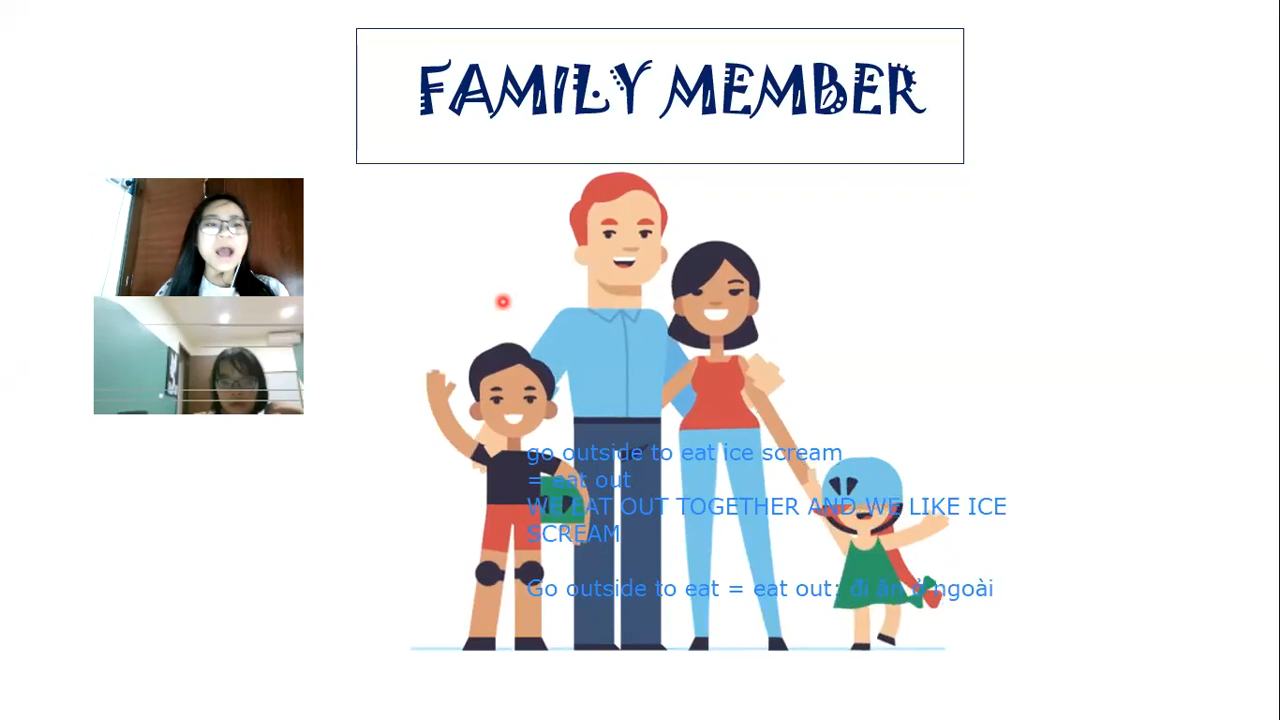 FAMILY MEMBER
go outside to eat ice scream
= eat out
WE EAT OUT TOGETHER AND WE LIKE ICE
SCREAM
Go outside to eat = eat out: đi ăn ở ngoài